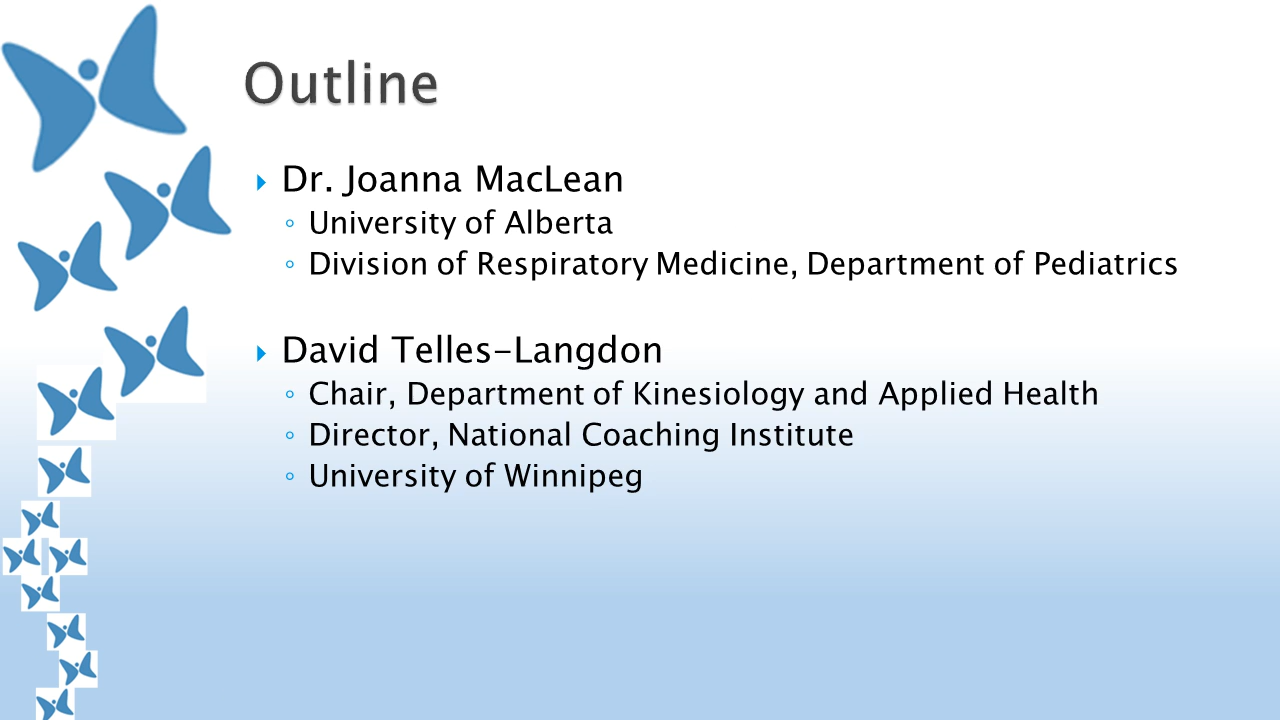 Outline
Dr. Joanna MacLean
University of Alberta
Division of Respiratory Medicine, Department of Pediatrics
David Telles-Langdon
Chair, Department of Kinesiology and Applied Health
Director, National Coaching Institute
University of Winnipeg